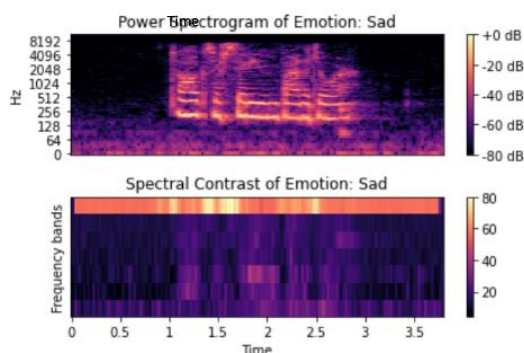 Power Spectrogram of Emotion: Sad
Time
8192
4096
2048
1024
512
256
128
64
0
Hz
+0 dB
-20 dB
-40 dB
-60 dB
-80 dB
Spectral Contrast of Emotion: Sad
Frequency bands
80
60
40
20
0 0.5 1 1.5 2 2.5 3 3.5
Time